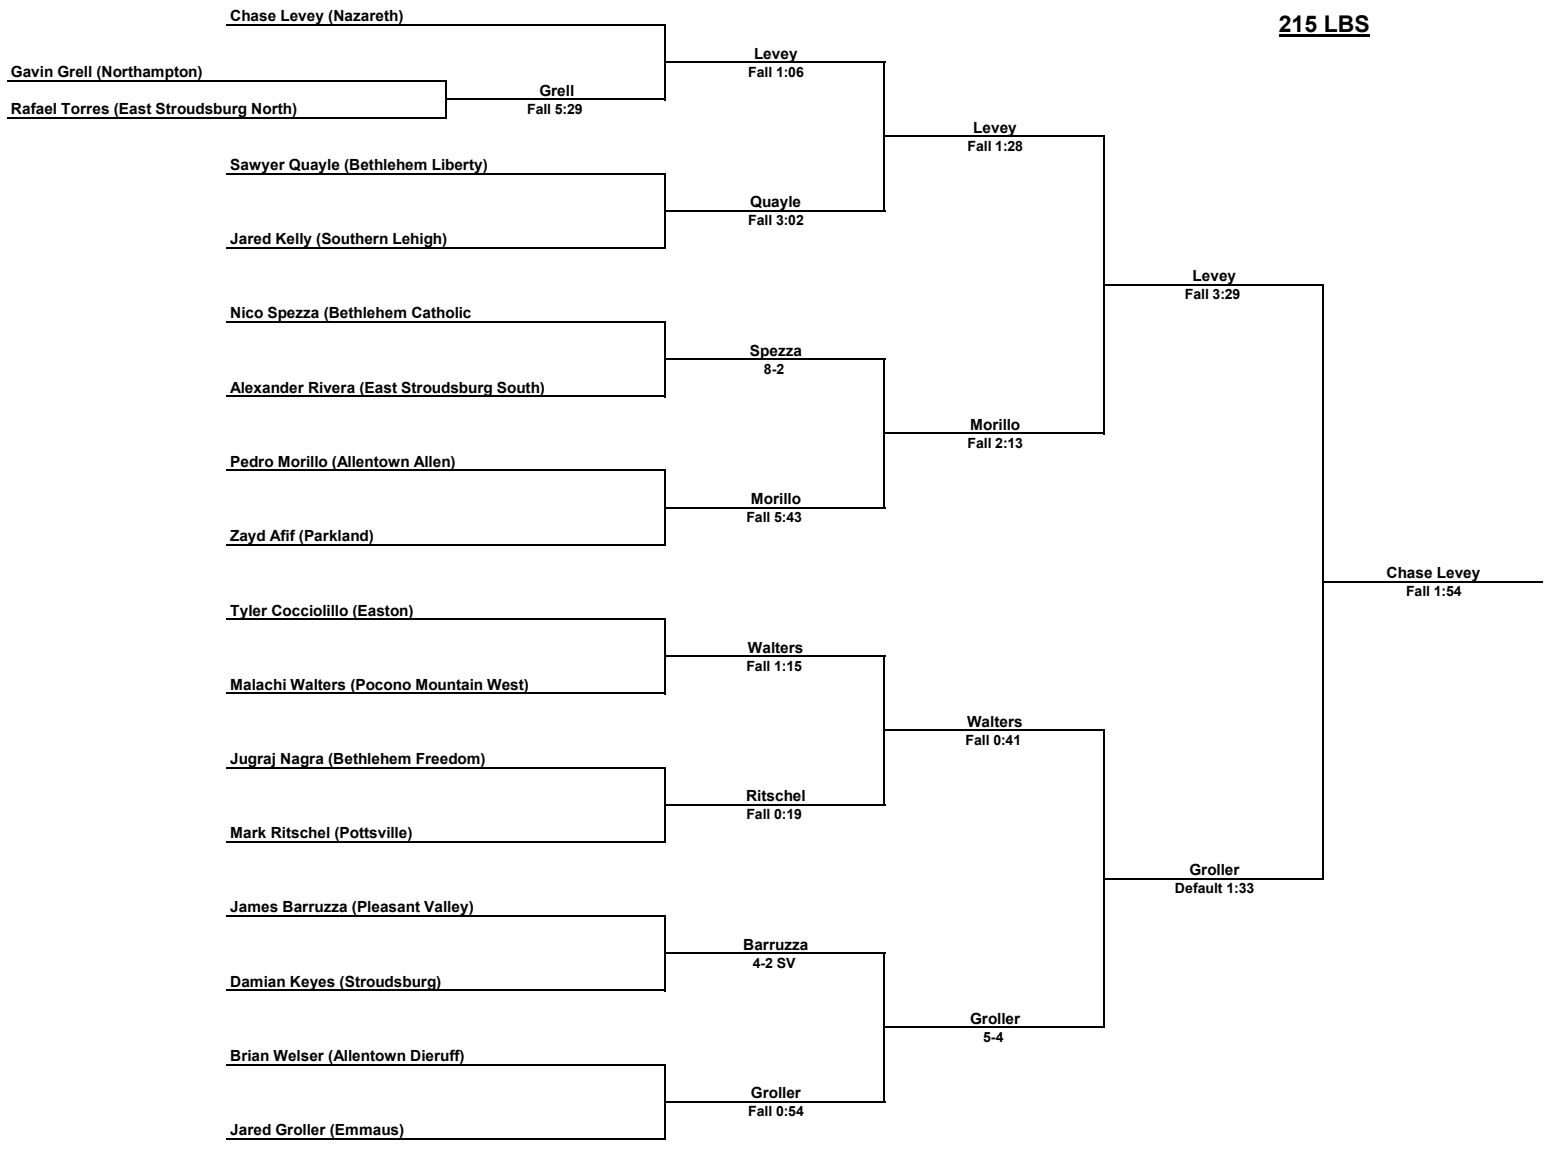 Chase Levey (Nazareth)
215 LBS
Levey
Gavin Grell (Northampton)
Fall 1:06
Grell
Rafael Torres (East Stroudsburg North)
Fall 5:29
Levey
Fall 1:28
Sawyer Quayle (Bethlehem Liberty)
Quayle
Fall 3:02
Jared Kelly (Southern Lehigh)
Levey
Fall 3:29
Nico Spezza (Bethlehem Catholic
Spezza
8-2
Alexander Rivera (East Stroudsburg South)
Morillo
Fall 2:13
Pedro Morillo (Allentown Allen)
Morillo
Fall 5:43
Zayd Afif (Parkland)
Chase Levey
Fall 1:54
Tyler Cocciolillo (Easton)
Walters
Fall 1:15
Malachi Walters (Pocono Mountain West)
Walters
Fall 0:41
Jugraj Nagra (Bethlehem Freedom)
Ritschel
Fall 0:19
Mark Ritschel (Pottsville)
Groller
Default 1:33
James Barruzza (Pleasant Valley)
Barruzza
4-2 SV
Damian Keyes (Stroudsburg)
Groller
5-4
Brian Welser (Allentown Dieruff)
Groller
Fall 0:54
Jared Groller (Emmaus)